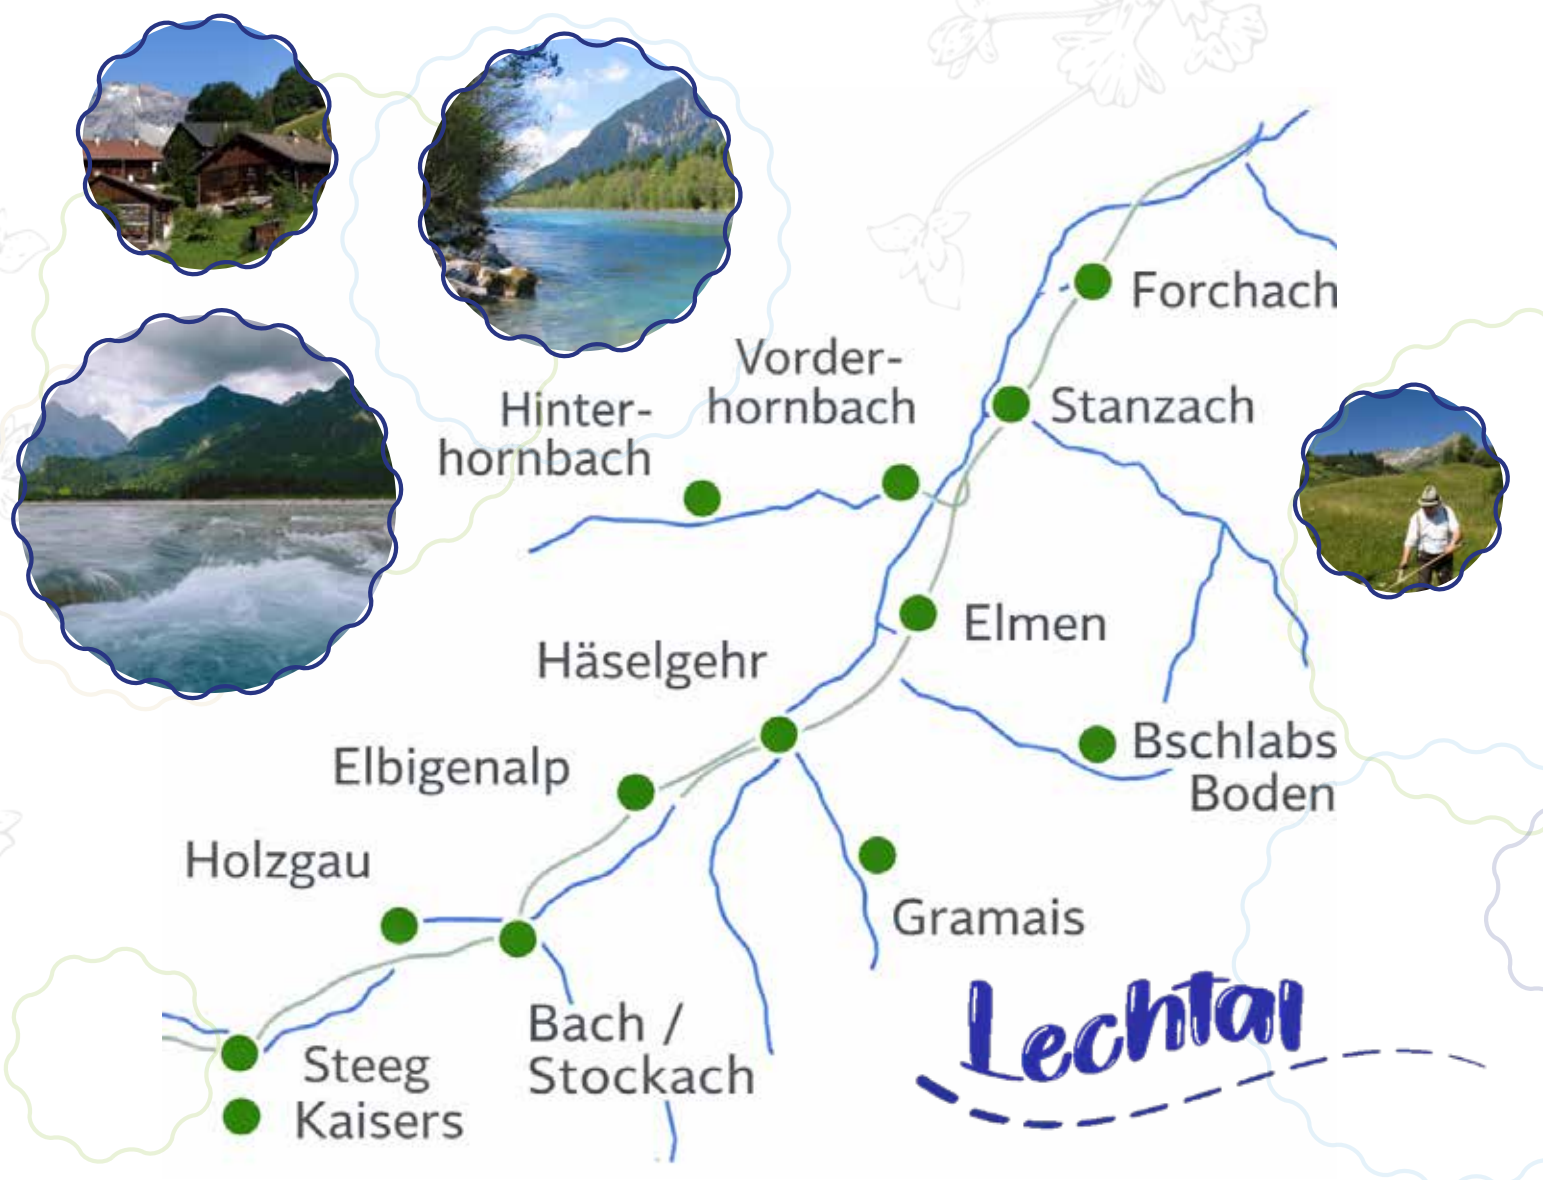 Forchach
Vorder-
hornbach
Hinter-
hornbach
Stanzach
Elmen
Häselgehr
Bschlabs
Boden
Elbigenalp
Holzgau
Gramais
Bach /
Stockach
Steeg
Kaisers
Lechtal